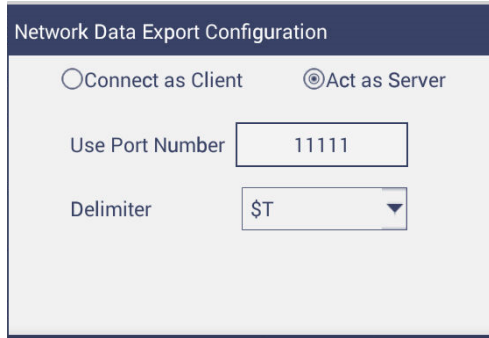 Network Data Export Configuration
Connect as Client Act as Server
Use Port Number 11111
Delimiter $T